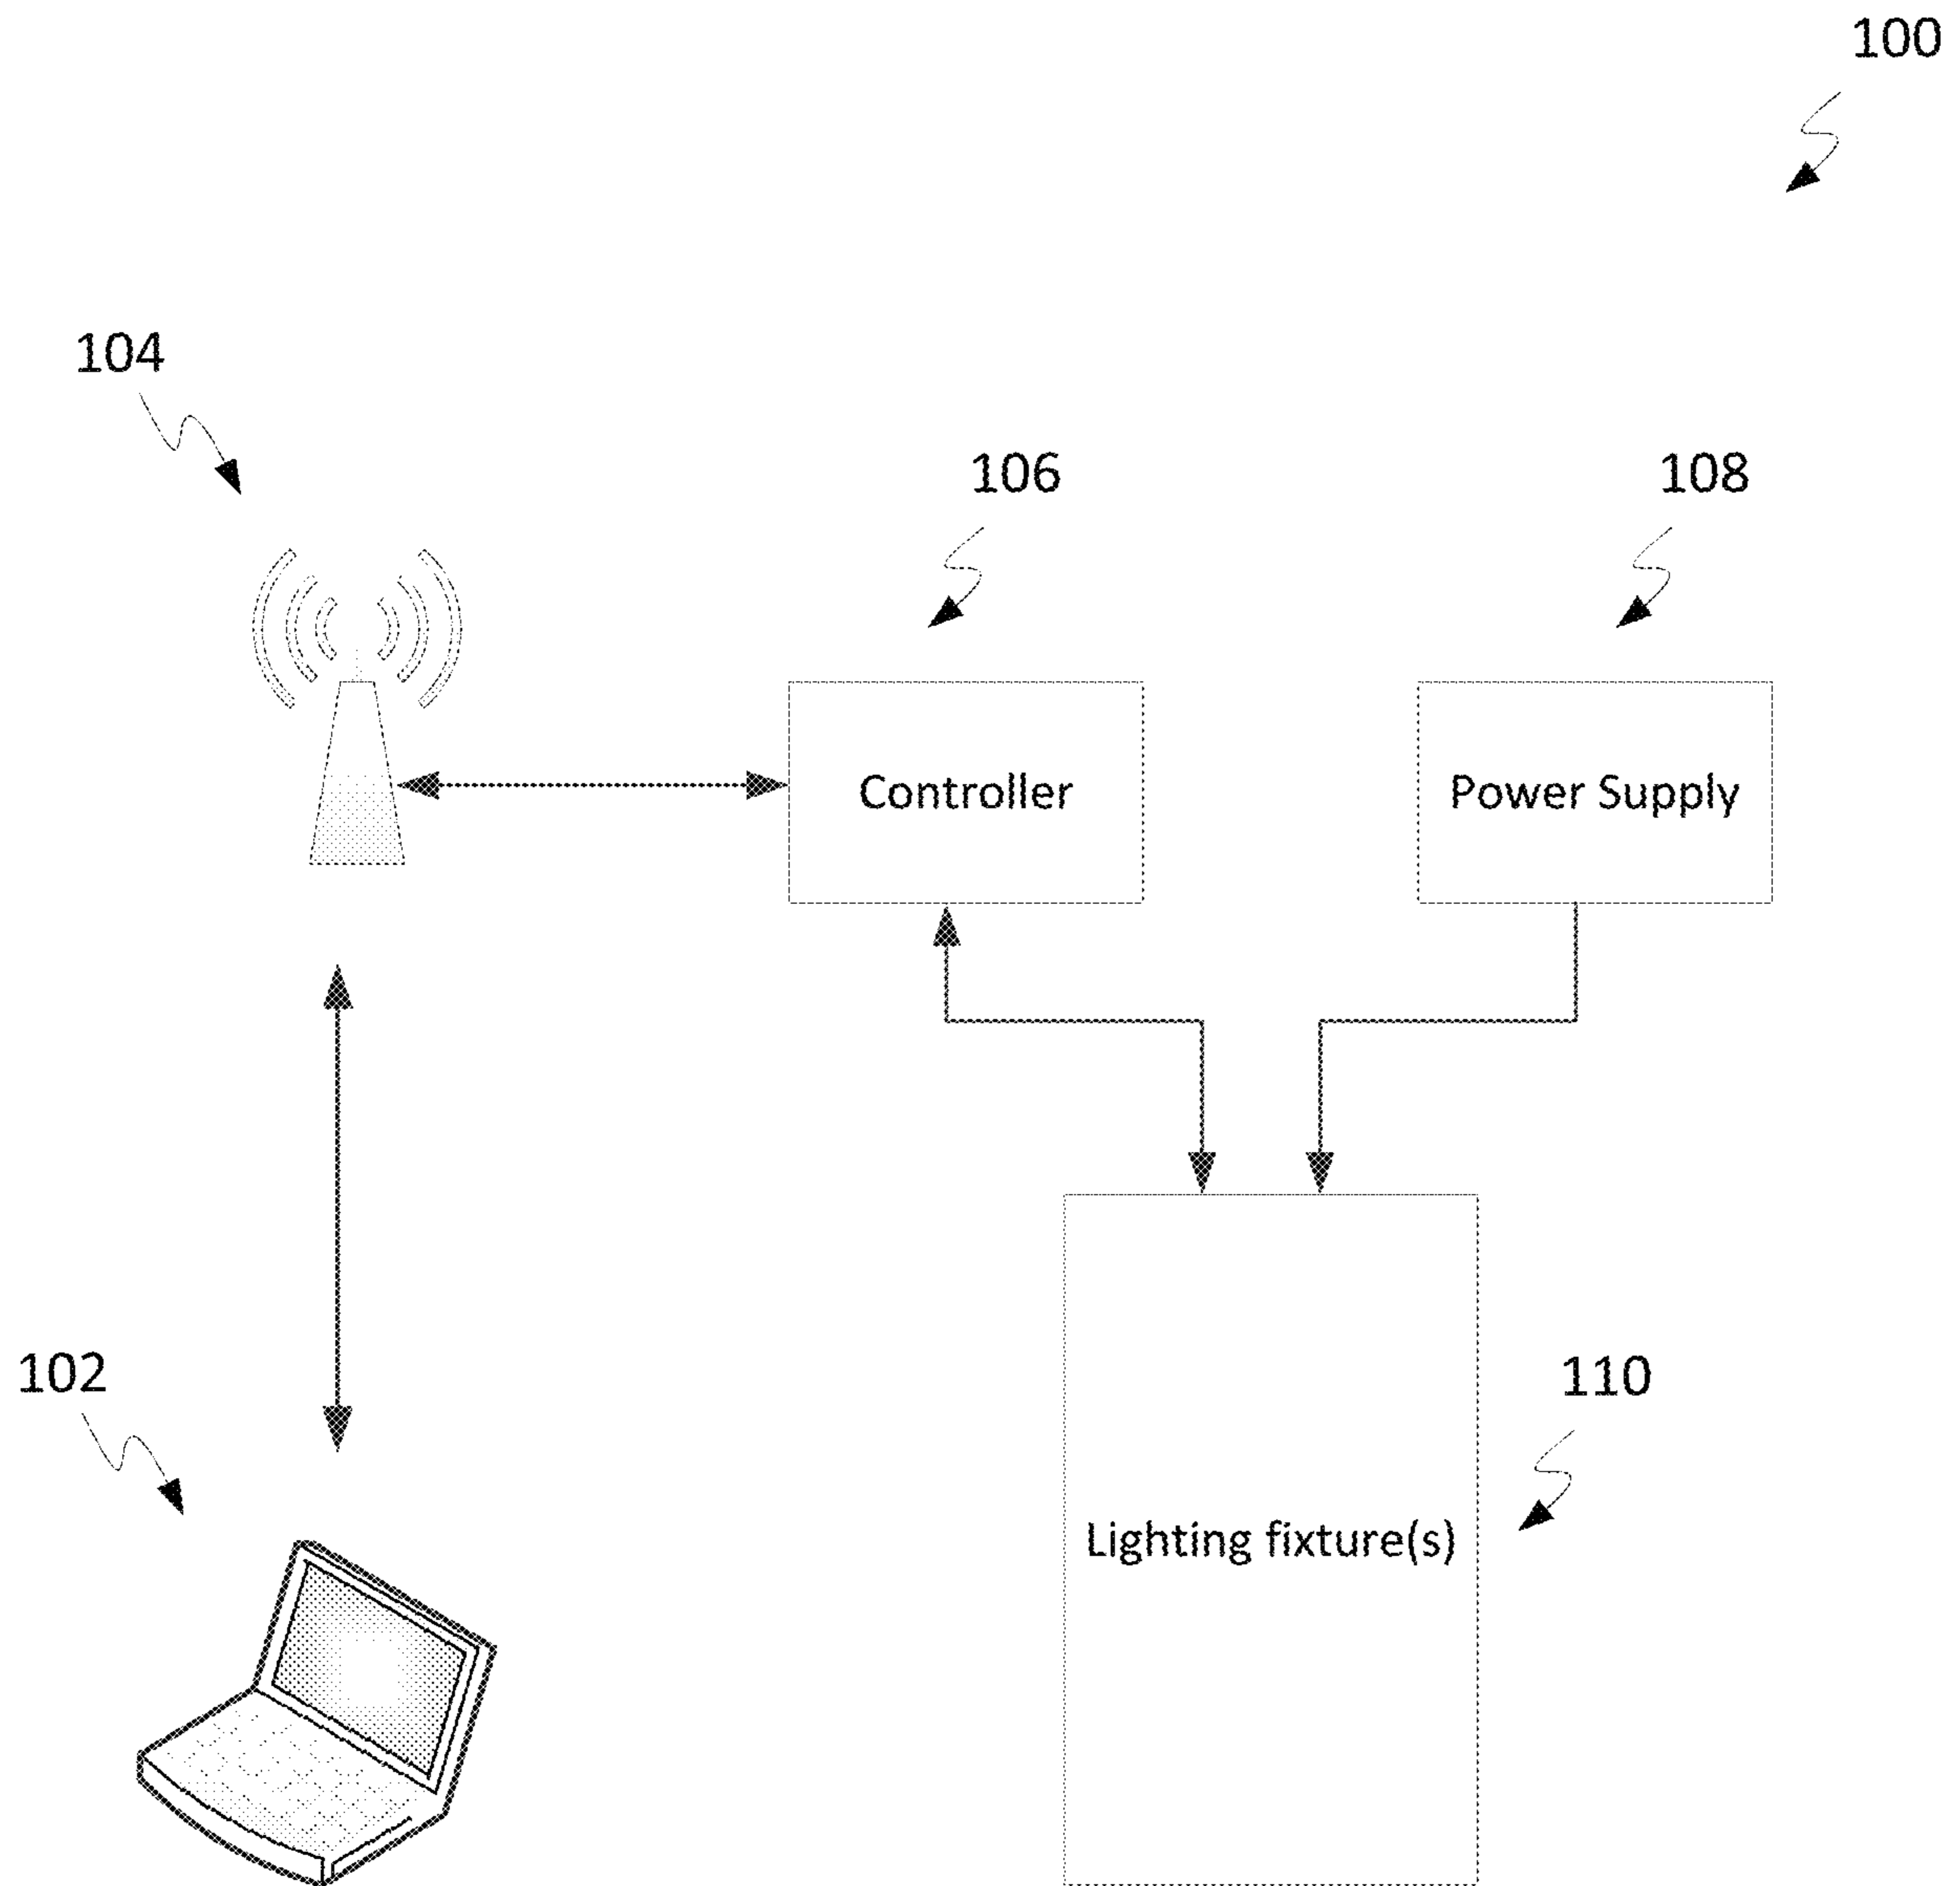 100
104
106
108
Controller
Power Supply
102
110
Lighting fixture(s)